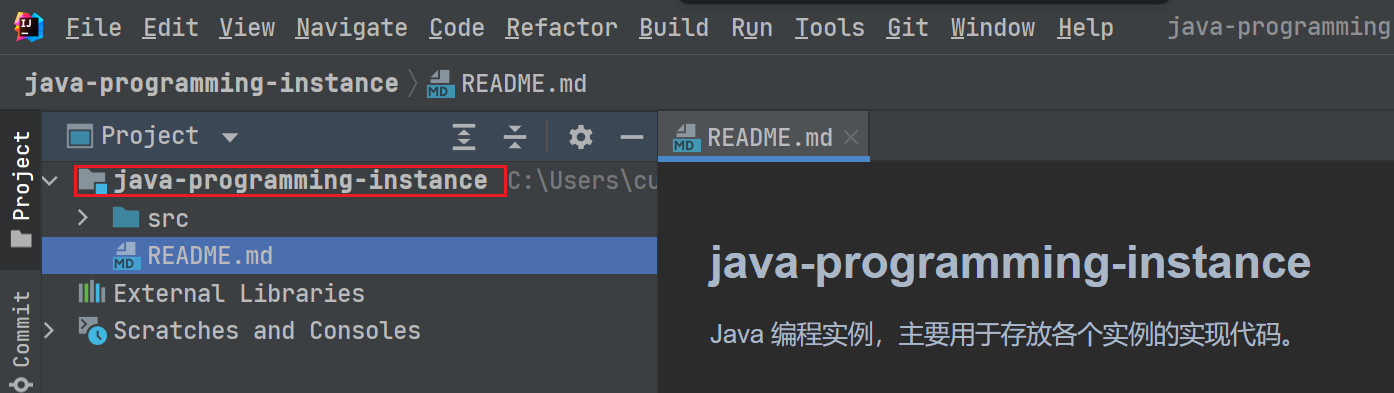 File Edit View Navigate Code Refactor Build Run Tools Git Window Help java-programming
java-programming-instance README.md
Project
README.md
Project
java-programming-instance C:\Users\cu
src
README.md
External Libraries
Scratches and Consoles
Commit
java-programming-instance
Java 编程实例，主要用于存放各个实例的实现代码。